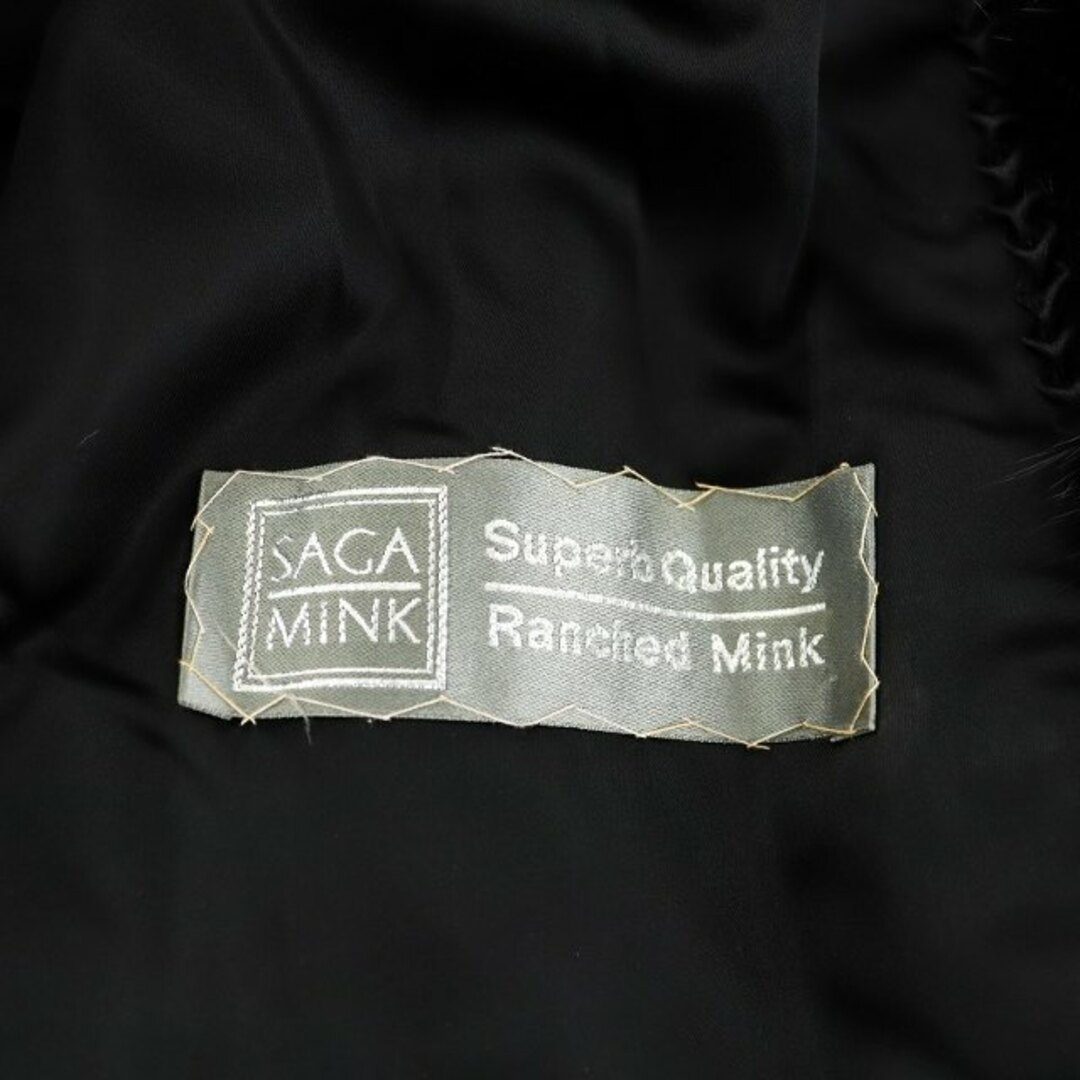 SAGA
MINK
Superb Quality
Ranched Mink